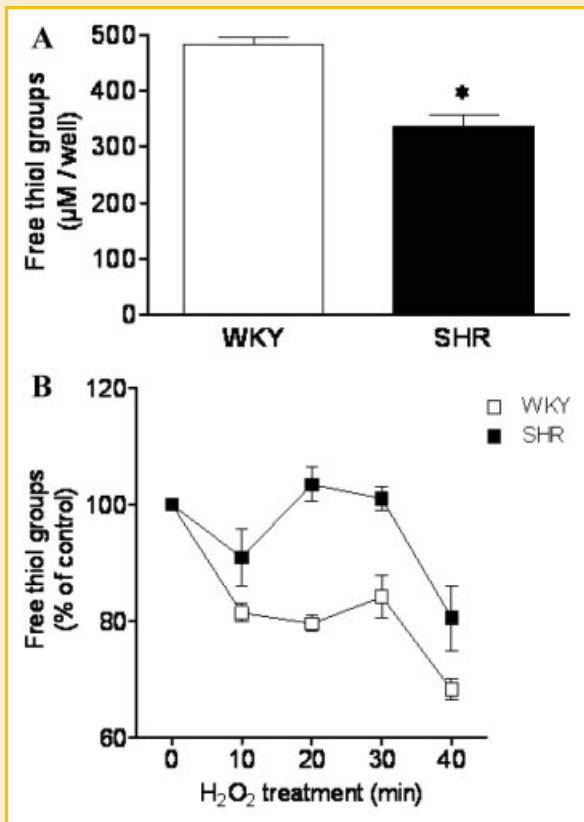 A
Free thiol groups
(µM /well)
500
400
300
200
100
0
*
WKY
SHR
B
Free thiol groups
(% of control)
120
100
80
60
WKY
SHR
0 10 20 30 40
H₂O₂ treatment (min)